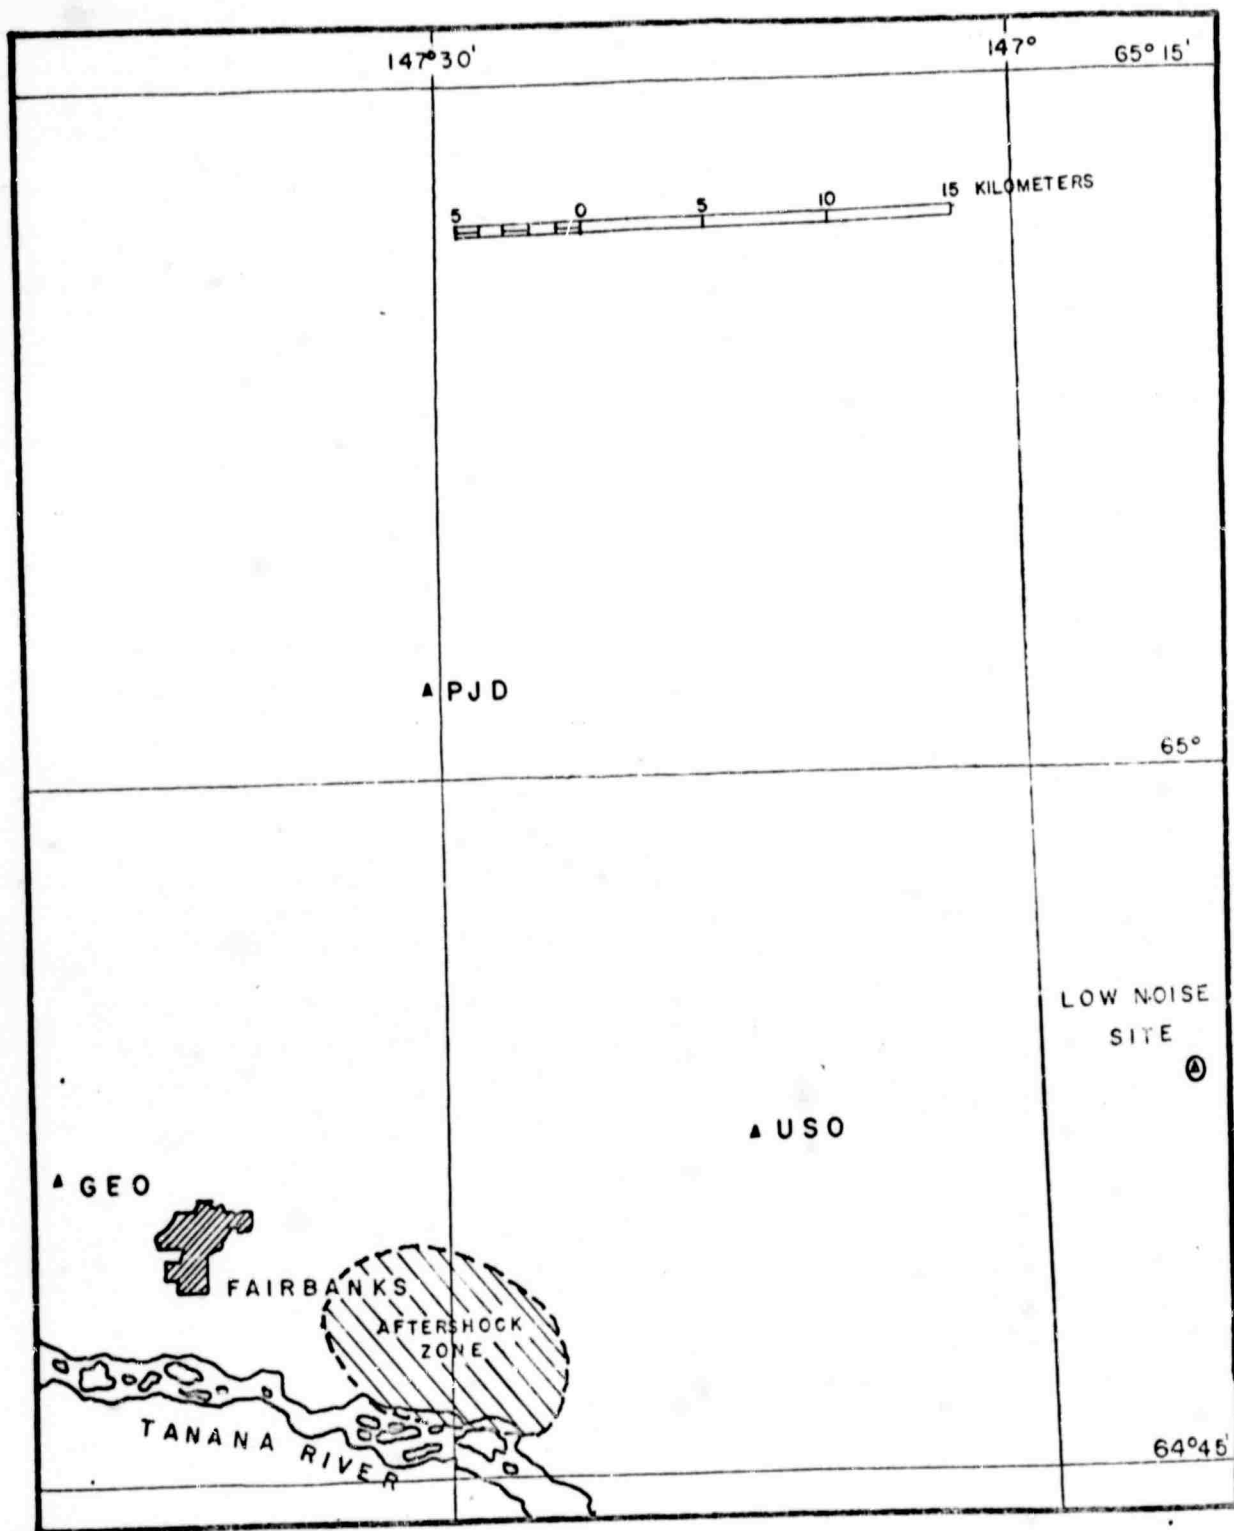 147°30'
147°
65° 15'
5 0 5 10 15 KILOMETERS
PJD
65°
LOW NOISE
SITE
USO
GEO
FAIRBANKS
AFTERSHOCK
ZONE
TANANA RIVER
64°45'